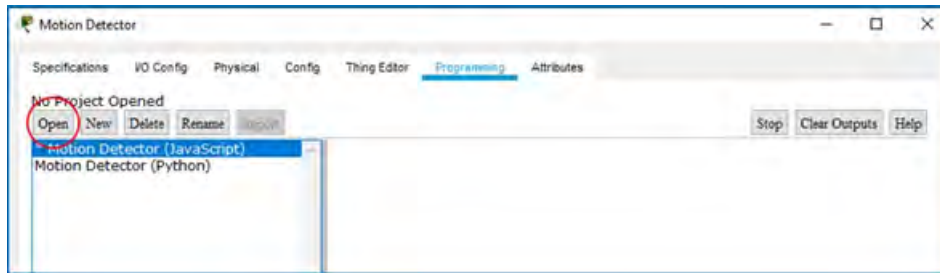 Motion Detector
Specifications I/O Config Physical Config Thing Editor Programming Attributes
No Project Opened
Open New Delete Rename Import Stop Clear Outputs Help
* Motion Detector (JavaScript)
Motion Detector (Python)